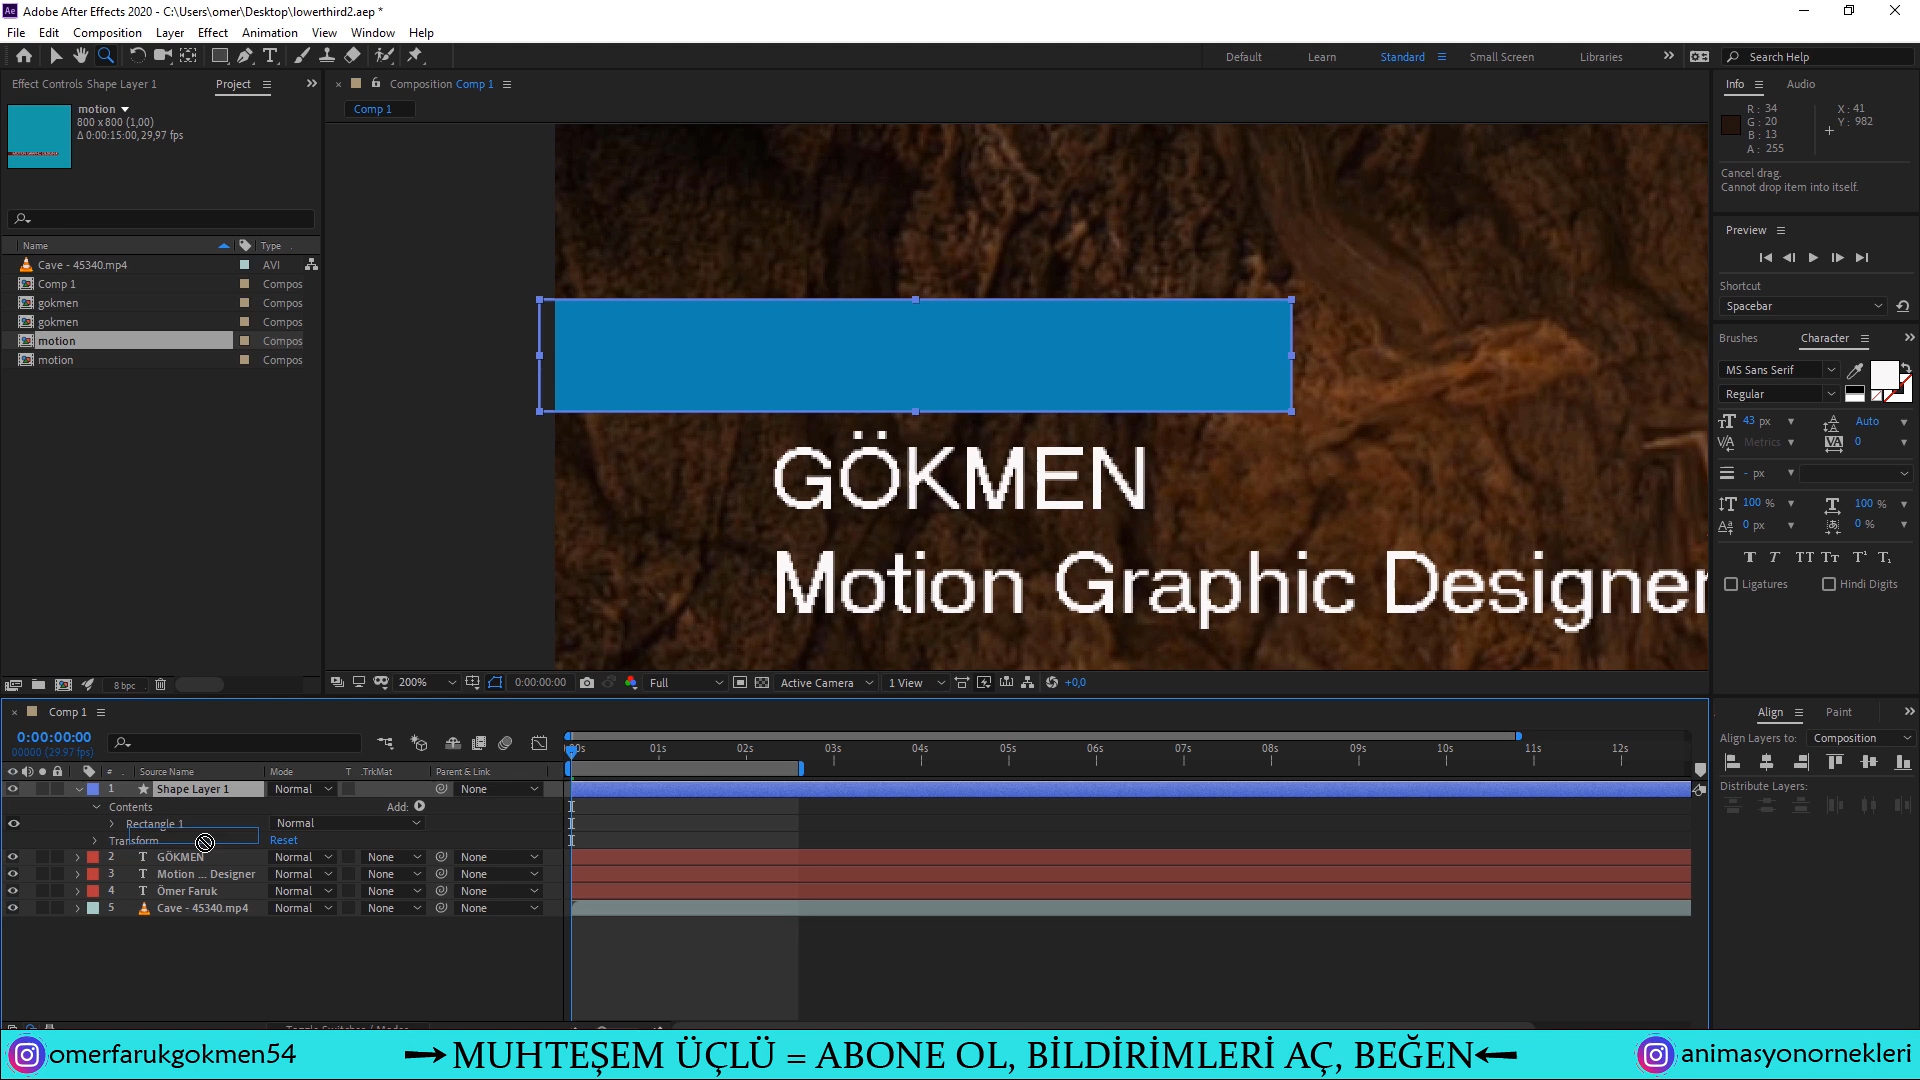 Adobe After Effects 2020 - C:\Users\omer\Desktop\lowerthird2.aep *
File Edit Composition Layer Effect Animation View Window Help
Default Learn Standard Small Screen Libraries Search Help
Effect Controls Shape Layer 1 Project
motion
800 x 800 (1,00)
Δ 0:00:15:00, 29,97 fps
Name Type
Cave - 45340.mp4 AVI
Comp 1 Compos
gokmen Compos
gokmen Compos
motion Compos
motion Compos
8 bpc
Composition Comp 1
Comp 1
GÖKMEN
Motion Graphic Designer
200% 0:00:00:00 Full Active Camera 1 View +0,0
Info Audio
R: 34 X: 41
G: 20 Y: 982
B: 13
A: 255
Cancel drag.
Cannot drop item into itself.
Preview
Shortcut
Spacebar
Brushes Character
MS Sans Serif
Regular
43 px Auto
Metrics 0
- px
100 % 100 %
0 px 0 %
Ligatures Hindi Digits
Align Paint
Align Layers to: Composition
Distribute Layers:
Comp 1
0:00:00:00
00000 (29.97 fps)
:00s 01s 02s 03s 04s 05s 06s 07s 08s 09s 10s 11s 12s
# Source Name Mode T .TrkMat Parent & Link
1 Shape Layer 1 Normal None
Contents Add:
Rectangle 1 Normal
Transform Reset
2 GÖKMEN Normal None None
3 Motion ... Designer Normal None None
4 Ömer Faruk Normal None None
5 Cave - 45340.mp4 Normal None None
Toggle Switches / Modes
omerfarukgokmen54 MUHTEŞEM ÜÇLÜ = ABONE OL, BİLDİRİMLERİ AÇ, BEĞEN animasyonornekleri